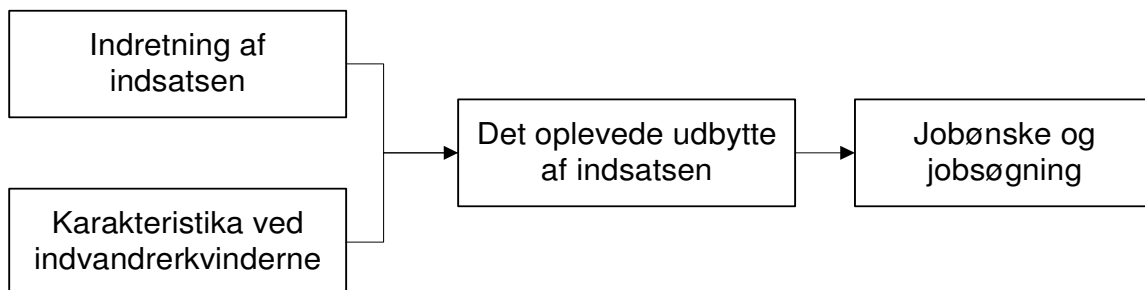 Indretning af
indsatsen
Karakteristika ved
indvandrerkvinderne
Det oplevede udbytte
af indsatsen
Jobønske og
jobsøgning